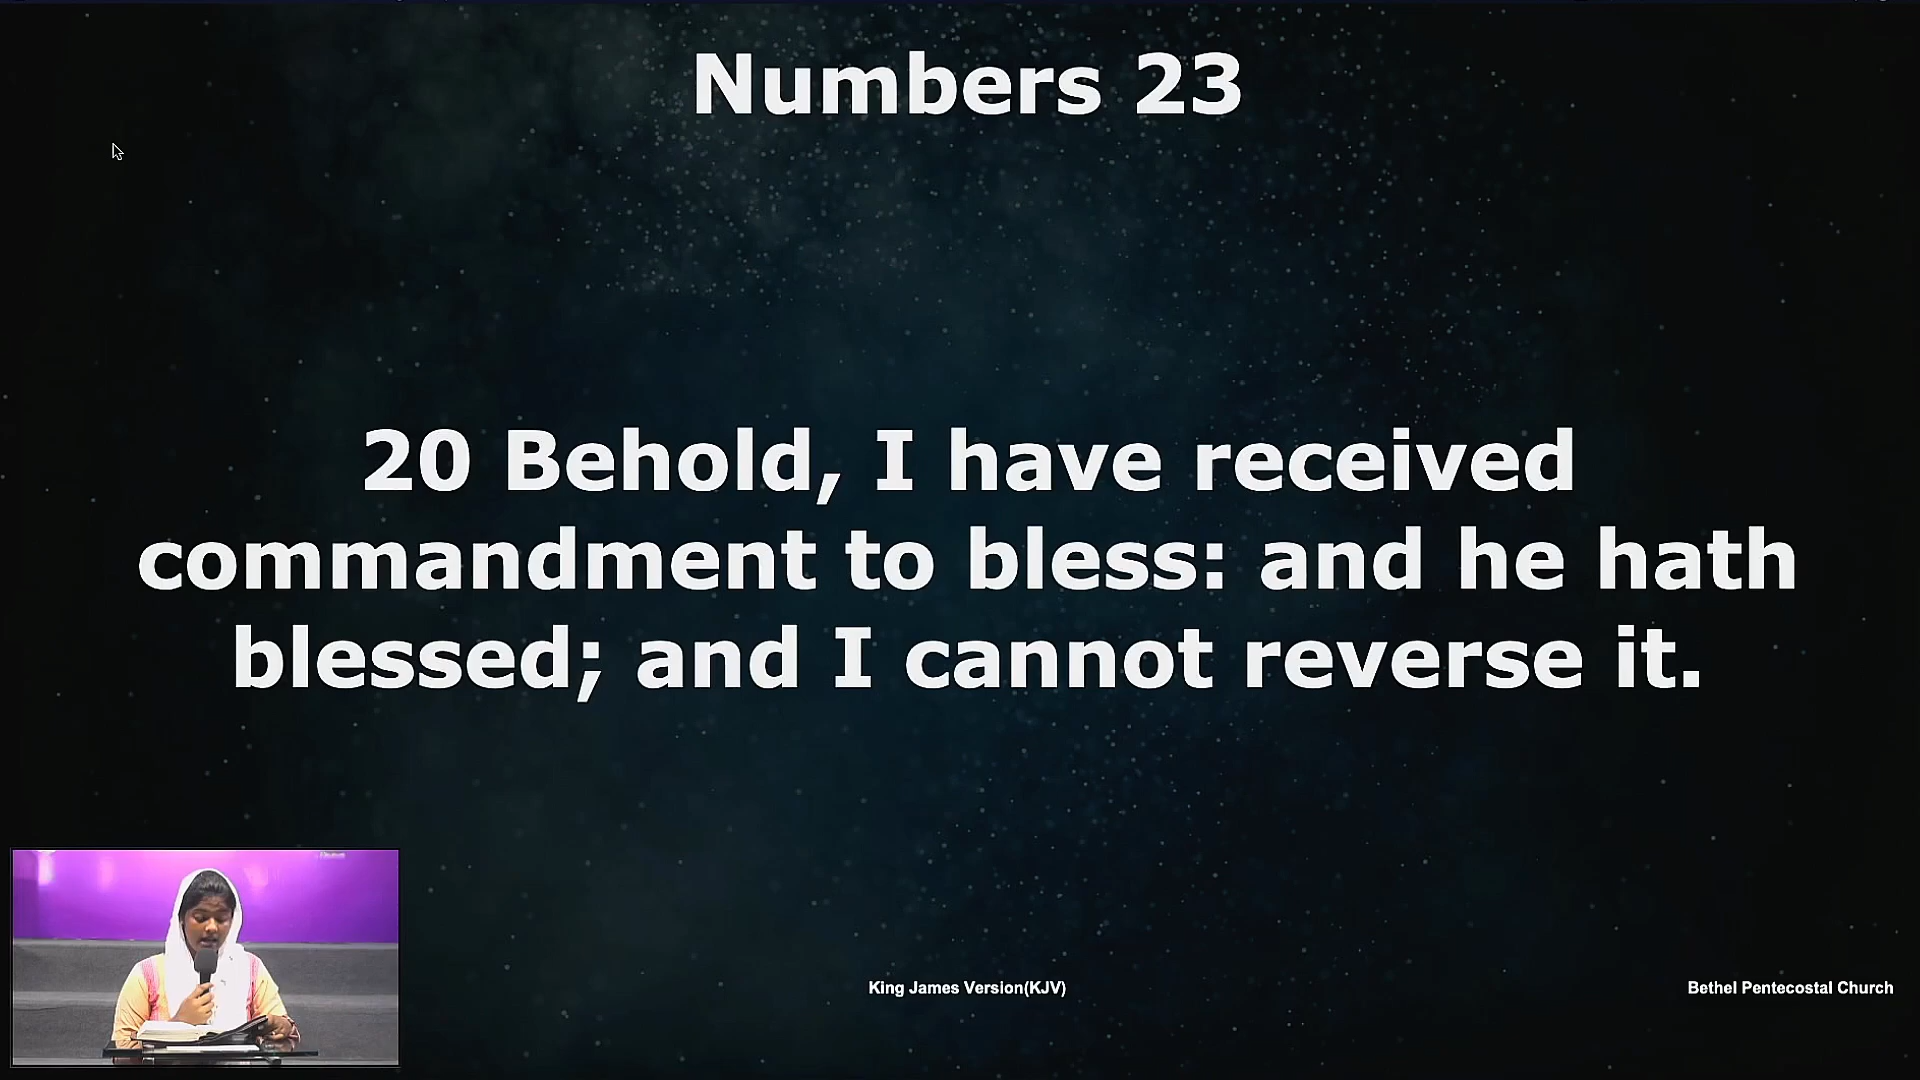 Numbers 23
20 Behold, I have received
commandment to bless: and he hath
blessed; and I cannot reverse it.
King James Version(KJV)
Bethel Pentecostal Church